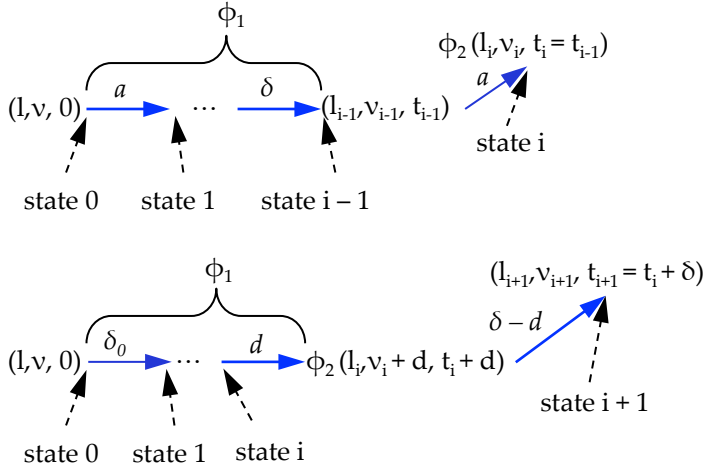 ϕ₁
ϕ₂ (lᵢ,νᵢ, tᵢ = tᵢ₋₁)
(l,ν, 0) a ⋯ δ (lᵢ₋₁,νᵢ₋₁, tᵢ₋₁) a
state i
state 0 state 1 state i – 1
ϕ₁
(lᵢ₊₁,νᵢ₊₁, tᵢ₊₁ = tᵢ + δ)
δ₀ d δ – d
(l,ν, 0) ⋯ ϕ₂ (lᵢ,νᵢ + d, tᵢ + d)
state i + 1
state 0 state 1 state i